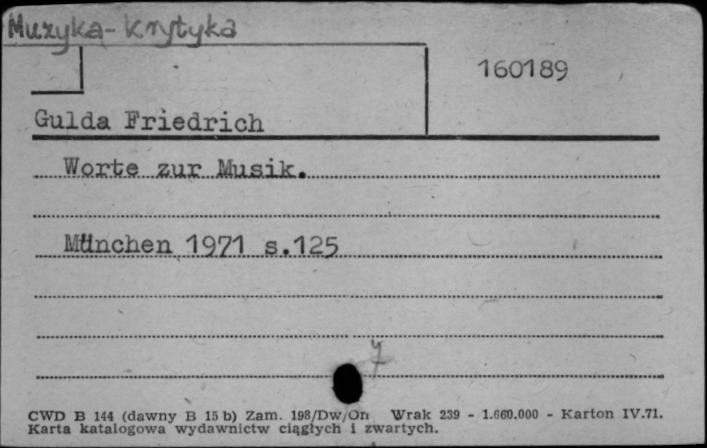 Muzyka - Krytyka
160189
Gulda Friedrich
Worte zur Musik.
München 1971 s.125
7
CWD B 144 (dawny B 15 b) Zam. 198/Dw/On Wrak 239 - 1.660.000 - Karton IV.71.
Karta katalogowa wydawnictw ciągłych i zwartych.